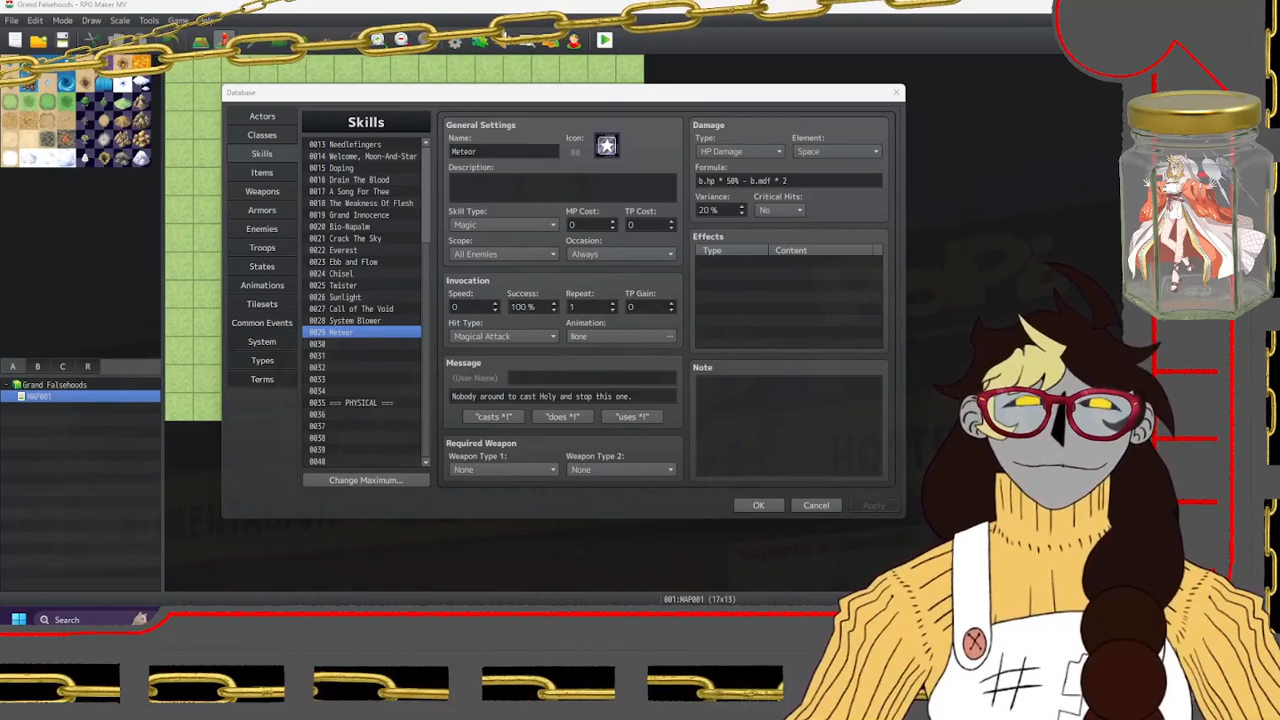 Grand Falsehoods - RPG Maker MV
File Edit Mode Draw Scale Tools Game Help
Database
Actors
Classes
Skills
Items
Weapons
Armors
Enemies
Troops
States
Animations
Tilesets
Common Events
System
Types
Terms
Skills
0013 Needlefingers
0014 Welcome, Moon-And-Star
0015 Doping
0016 Drain The Blood
0017 A Song For Thee
0018 The Weakness Of Flesh
0019 Grand Innocence
0020 Bio-Napalm
0021 Crack The Sky
0022 Everest
0023 Ebb and Flow
0024 Chisel
0025 Twister
0026 Sunlight
0027 Call of The Void
0028 System Blower
0029 Meteor
0030
0031
0032
0033
0034
0035 === PHYSICAL ===
0036
0037
0038
0039
0040
Change Maximum...
General Settings
Name:
Icon:
Meteor
88
Description:
Skill Type:
MP Cost:
TP Cost:
Magic
0
0
Scope:
Occasion:
All Enemies
Always
Invocation
Speed:
Success:
Repeat:
TP Gain:
0
100 %
1
0
Hit Type:
Animation:
Magical Attack
None
...
Message
(User Name)
Nobody around to cast Holy and stop this one.
"casts *!"
"does *!"
"uses *!"
Required Weapon
Weapon Type 1:
Weapon Type 2:
None
None
Damage
Type:
Element:
HP Damage
Space
Formula:
b.hp * 50% - b.mdf * 2
Variance:
Critical Hits:
20 %
No
Effects
Type
Content
Note
OK
Cancel
Apply
A B C R
Grand Falsehoods
MAP001
001:MAP001 (17x13)
Search